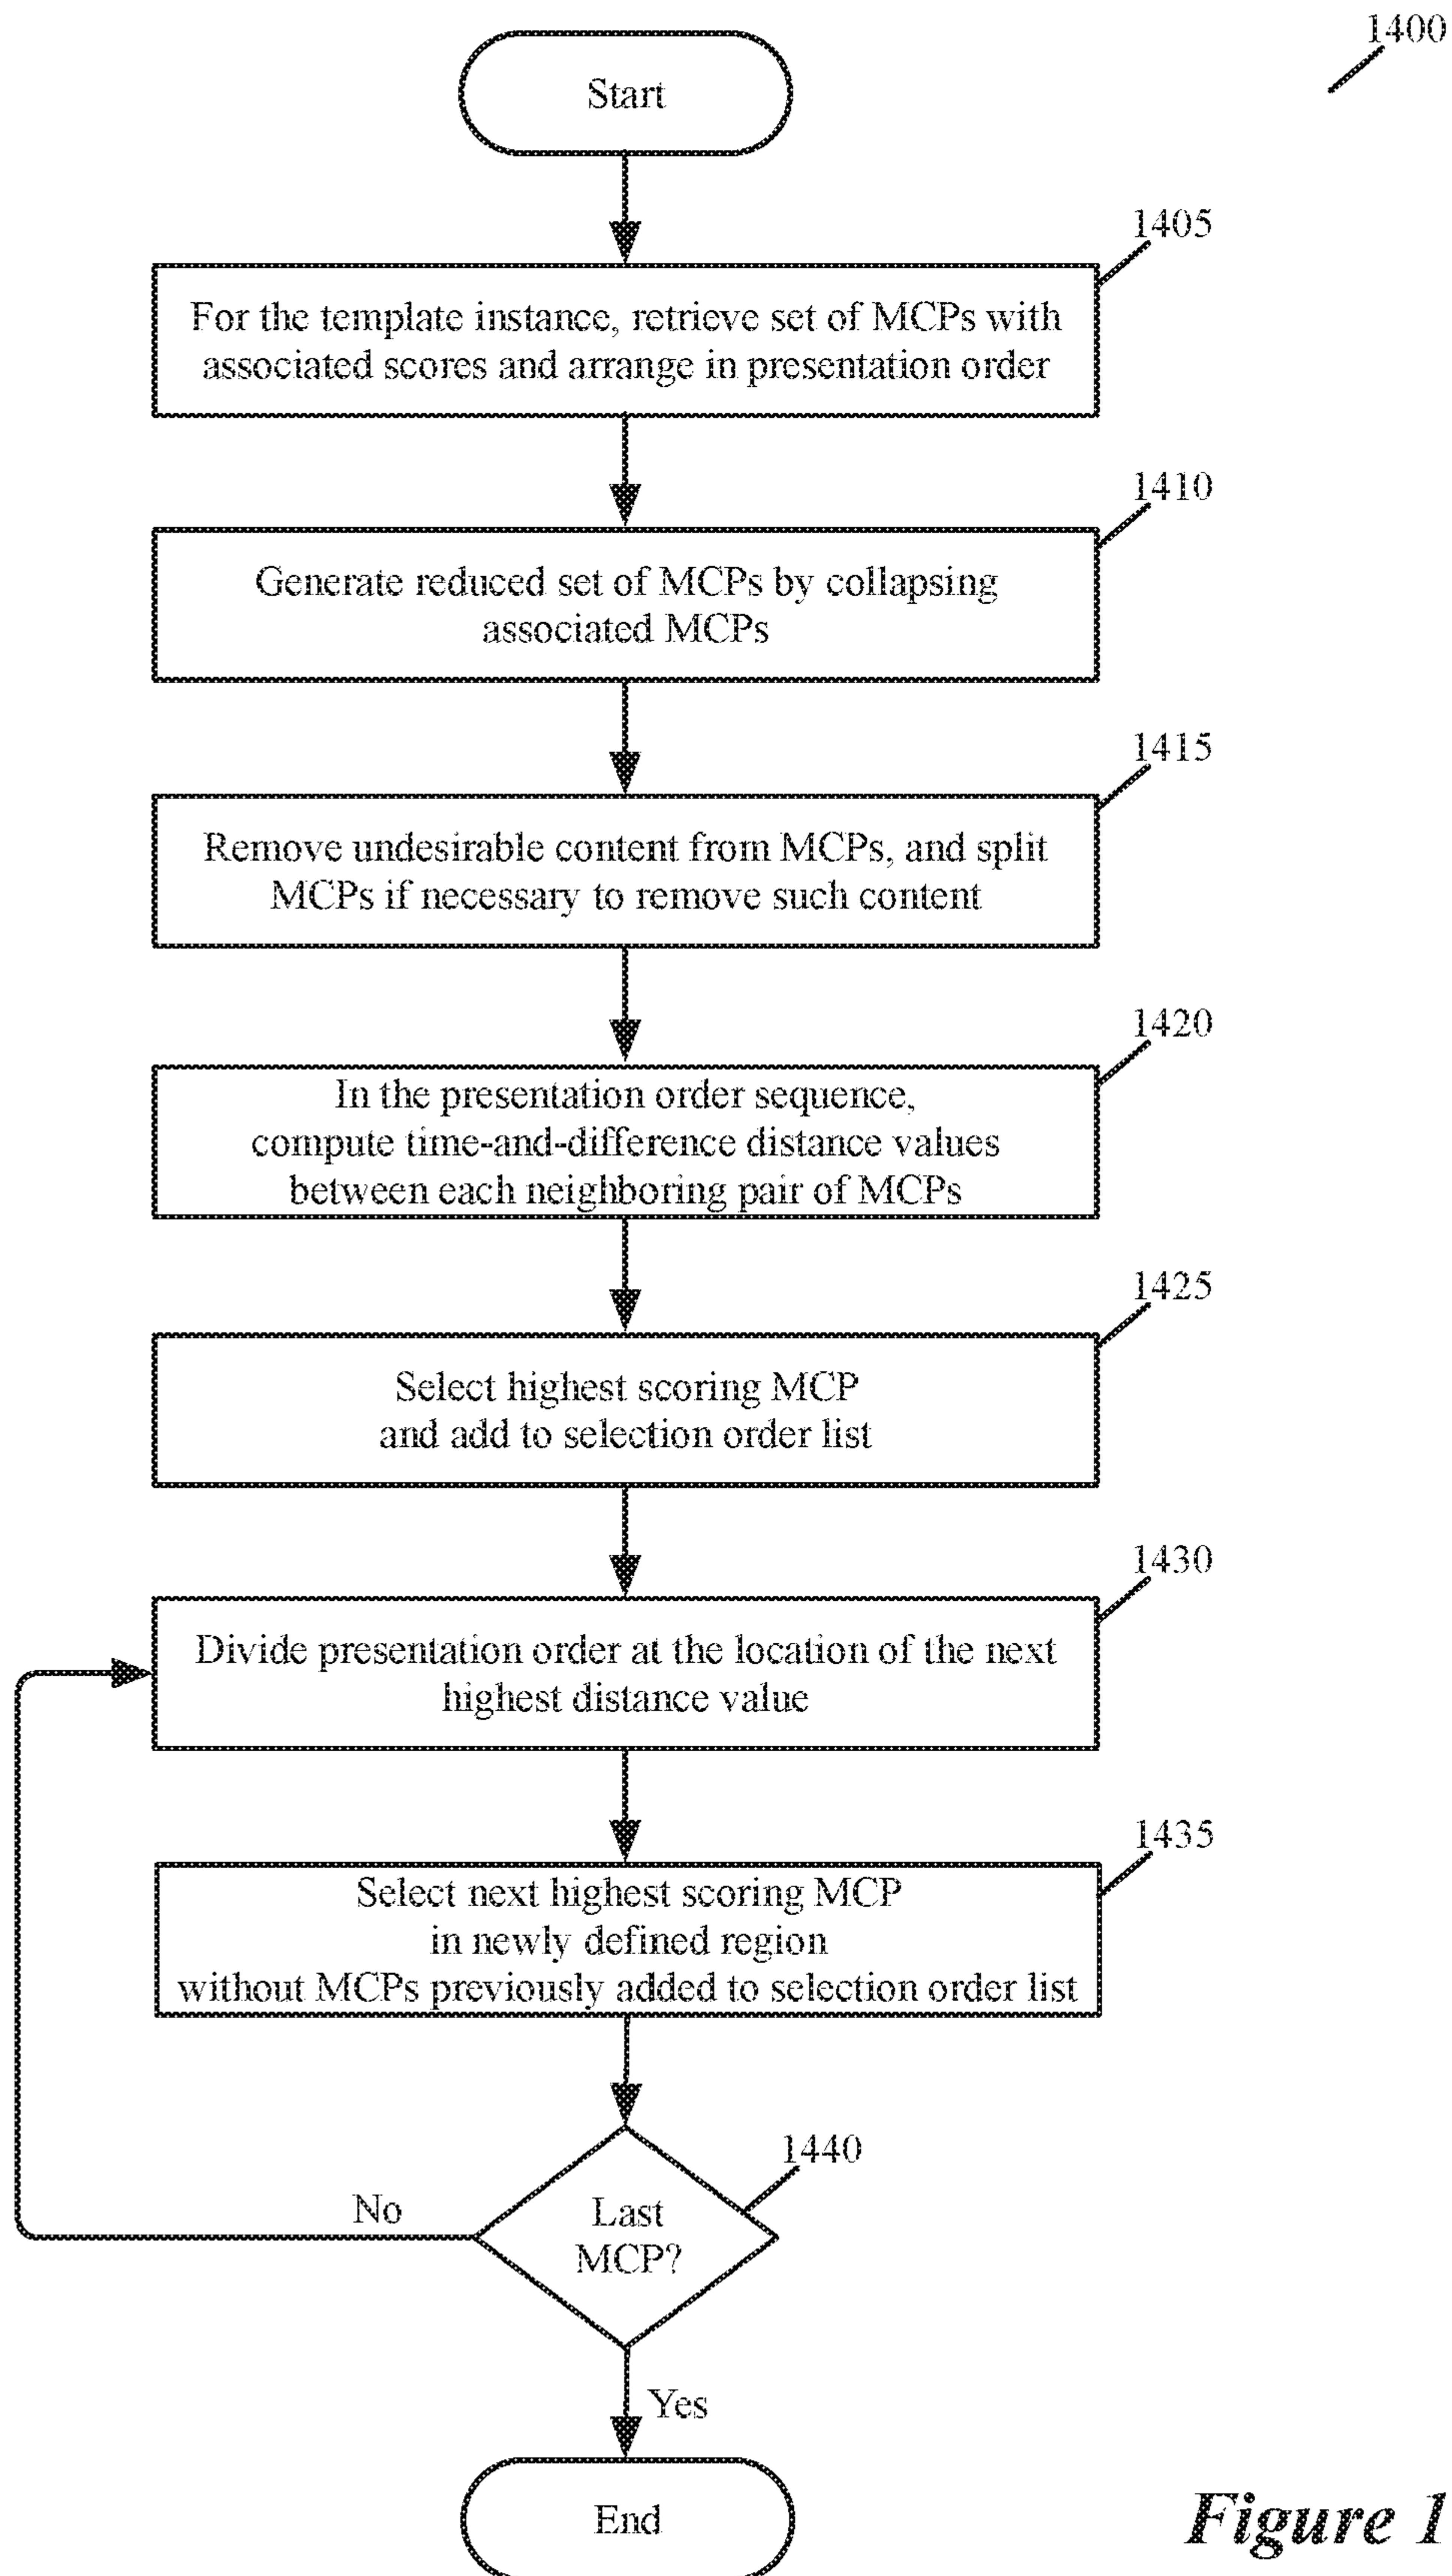 1400
Start
1405
For the template instance, retrieve set of MCPs with
associated scores and arrange in presentation order
1410
Generate reduced set of MCPs by collapsing
associated MCPs
1415
Remove undesirable content from MCPs, and split
MCPs if necessary to remove such content
1420
In the presentation order sequence,
compute time-and-difference distance values
between each neighboring pair of MCPs
1425
Select highest scoring MCP
and add to selection order list
1430
Divide presentation order at the location of the next
highest distance value
1435
Select next highest scoring MCP
in newly defined region
without MCPs previously added to selection order list
1440
Last
MCP?
No
Yes
End
Figure 1